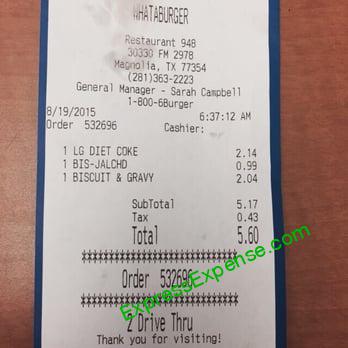 WHATABURGER
Restaurant 948
30330 FM 2978
Magnolia, TX 77354
(281)363-2223
General Manager - Sarah Campbell
1-800-6Burger
8/19/2015 6:37:12 AM
Order 532696 Cashier:
1 LG DIET COKE 2.14
1 BIS-JALCHD 0.99
1 BISCUIT & GRAVY 2.04
SubTotal 5.17
Tax 0.43
Total 5.60
Order 532696
2 Drive Thru
Thank you for visiting!
ExpressExpense.com